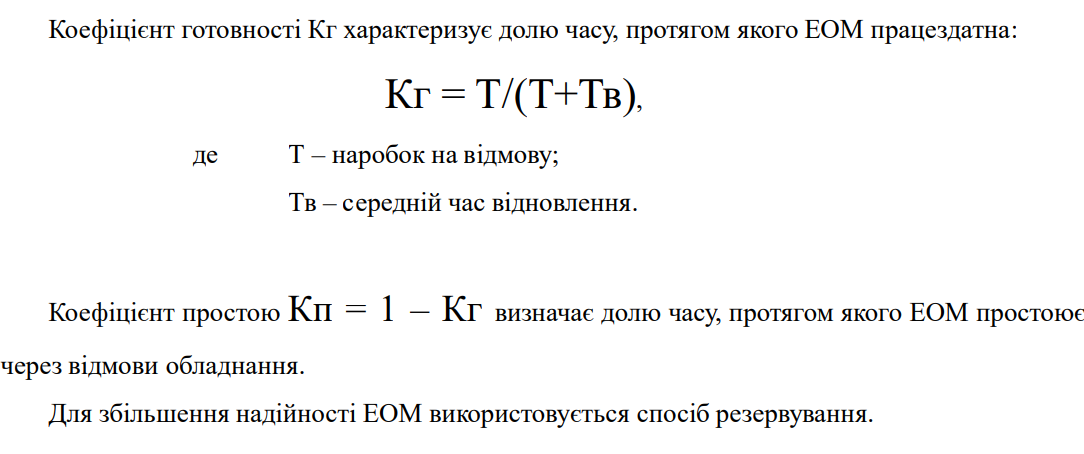 Коефіцієнт готовності Кг характеризує долю часу, протягом якого ЕОМ працездатна:
Кг = Т/(Т+Тв),
де Т – наробок на відмову;
Тв – середній час відновлення.
Коефіцієнт простою Кп = 1 – Кг визначає долю часу, протягом якого ЕОМ простоює
через відмови обладнання.
Для збільшення надійності ЕОМ використовується спосіб резервування.